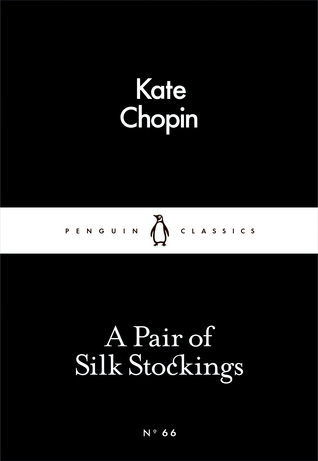 Kate
Chopin
PENGUIN CLASSICS
A Pair of
Silk Stockings
Nº 66